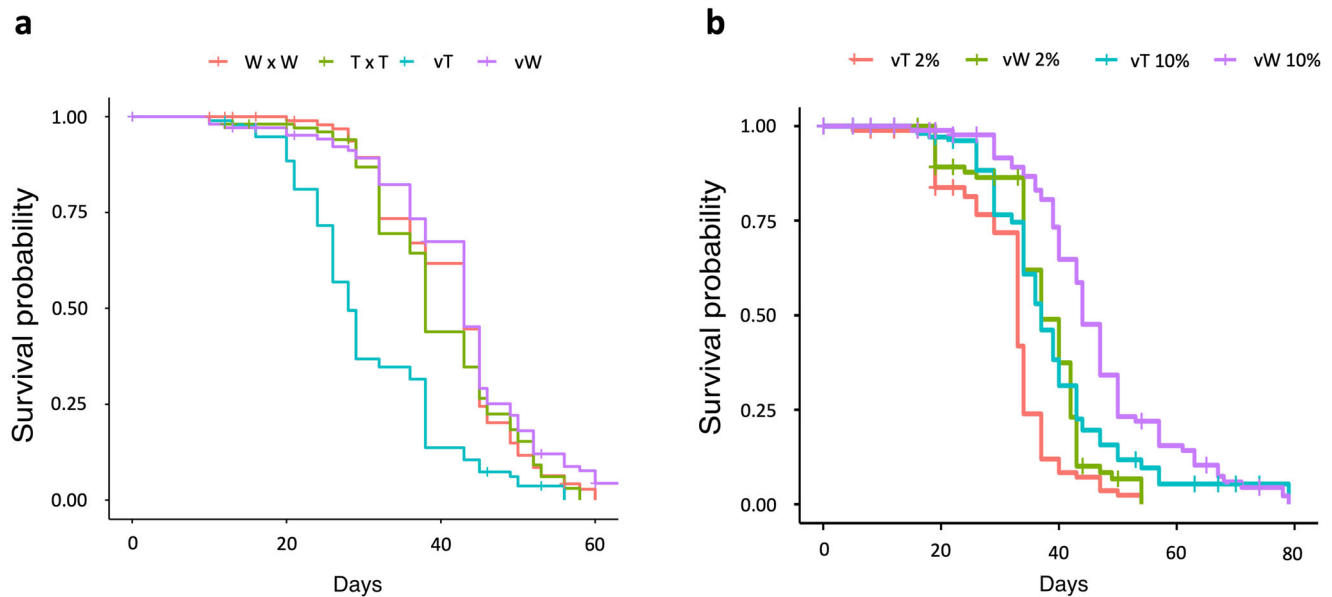 a
W x W T x T vT vW
Survival probability
1.00
0.75
0.50
0.25
0.00
0 20 40 60
Days
b
vT 2% vW 2% vT 10% vW 10%
Survival probability
1.00
0.75
0.50
0.25
0.00
0 20 40 60 80
Days